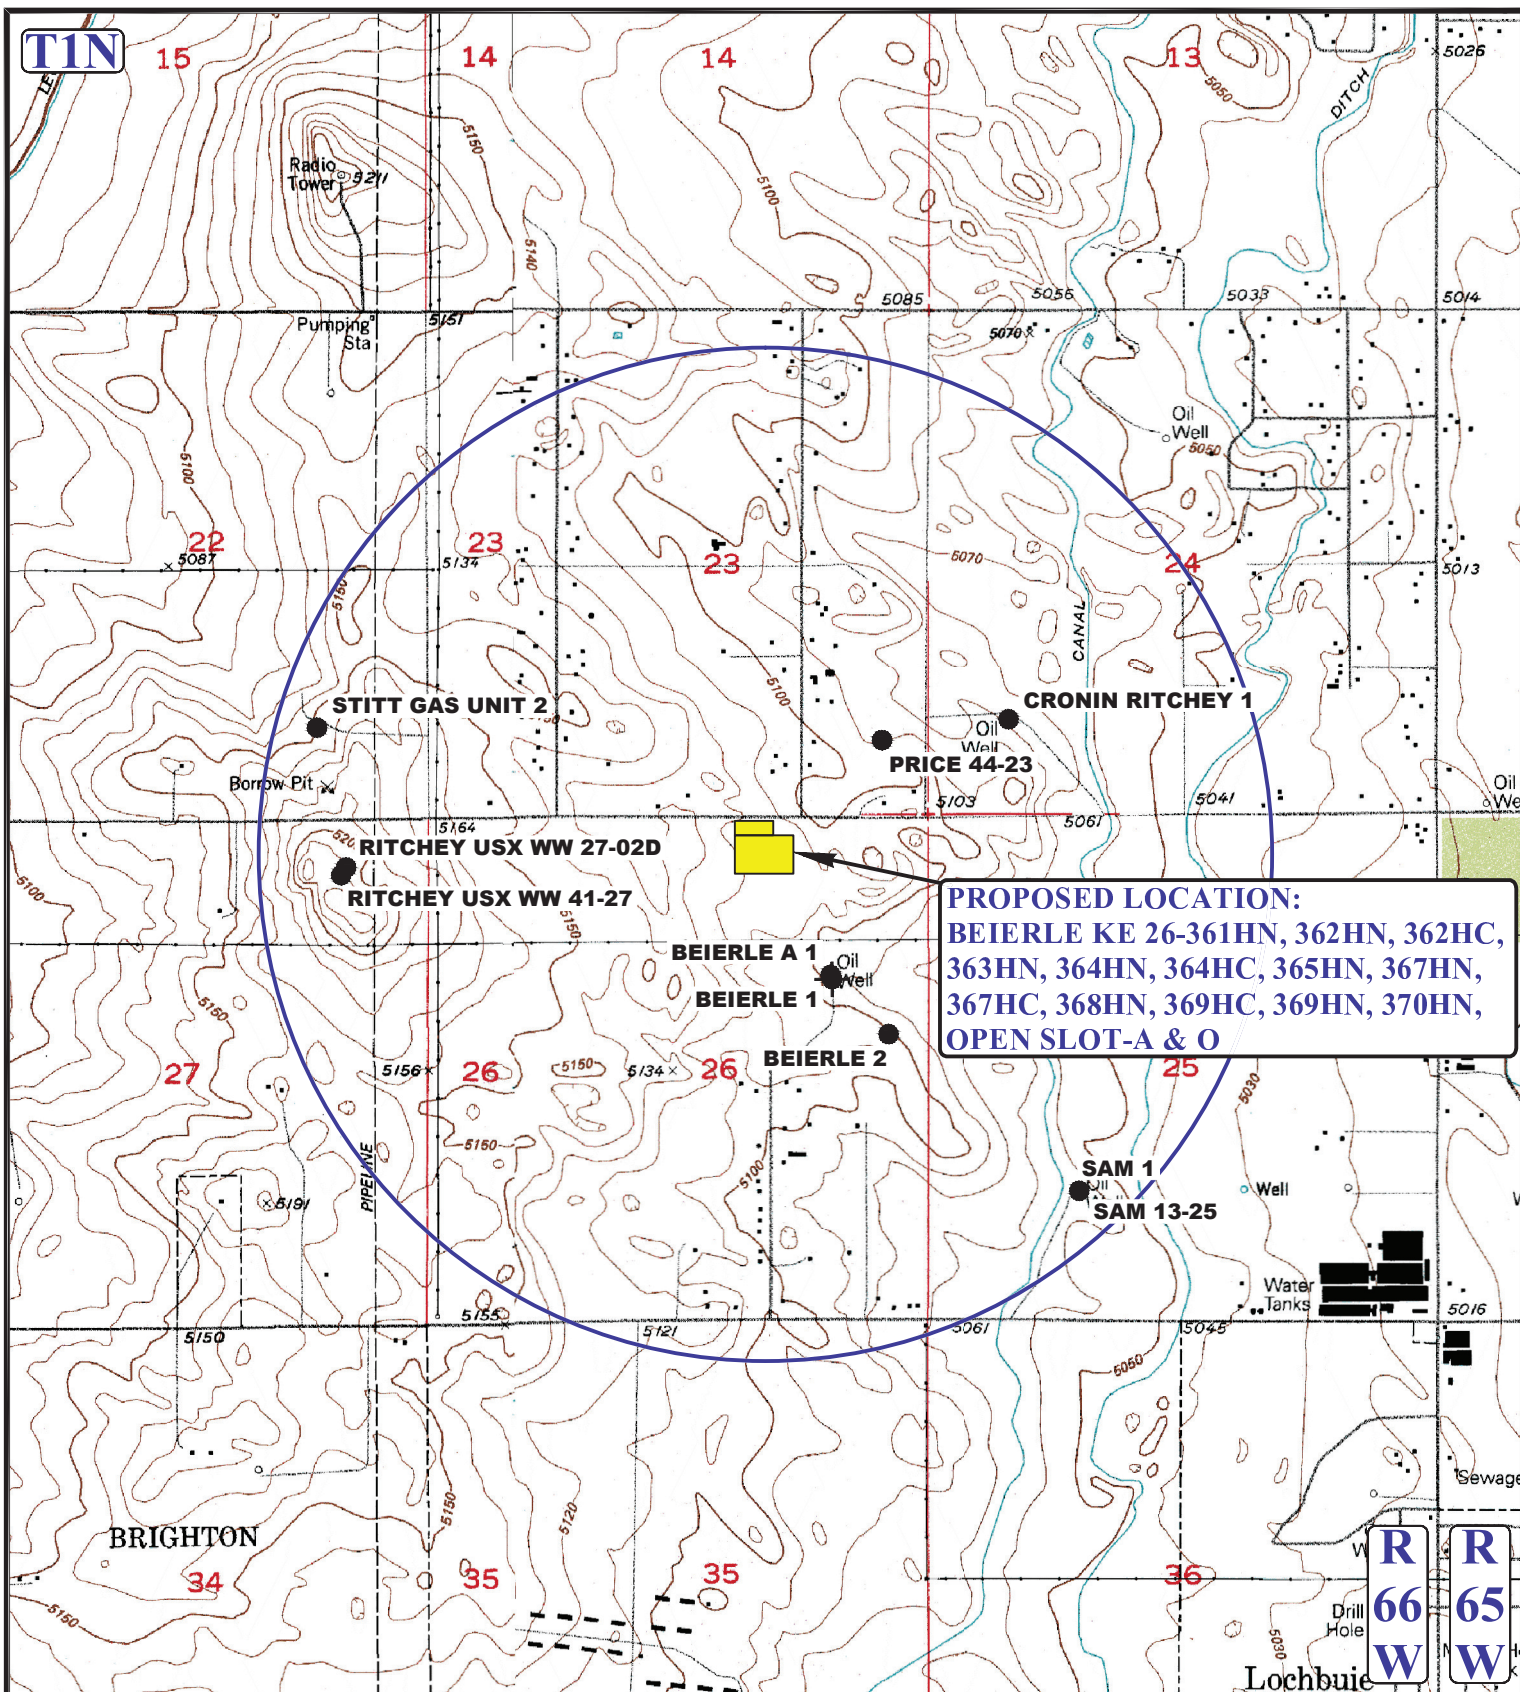 T1N
15
14
14
13
5026
DITCH
5050
5150
Radio
Tower
5211
5100
5140
5085
5056
5033
5014
Pumping
Sta
5151
5070
Oil
Well
5050
5100
22
5087
23
5134
23
5070
24
5013
5150
CANAL
5100
STITT GAS UNIT 2
CRONIN RITCHEY 1
Oil
Well
PRICE 44-23
Borrow Pit
5103
5041
Oil
5164
5061
RITCHEY USX WW 27-02D
RITCHEY USX WW 41-27
5100
5150
PROPOSED LOCATION:
BEIERLE KE 26-361HN, 362HN, 362HC,
363HN, 364HN, 364HC, 365HN, 367HN,
367HC, 368HN, 369HC, 369HN, 370HN,
OPEN SLOT-A & O
BEIERLE A 1
Oil
Well
BEIERLE 1
5150
BEIERLE 2
27
5156
26
5150
5134
26
25
5030
5150
PIPELINE
5100
SAM 1
SAM 13-25
Well
5191
Water
Tanks
5016
5150
5155
5121
5061
5045
5050
5150
5120
Sewage
BRIGHTON
34
35
35
36
5150
Drill
Hole
5030
R
66
W
R
65
W
Lochbuie